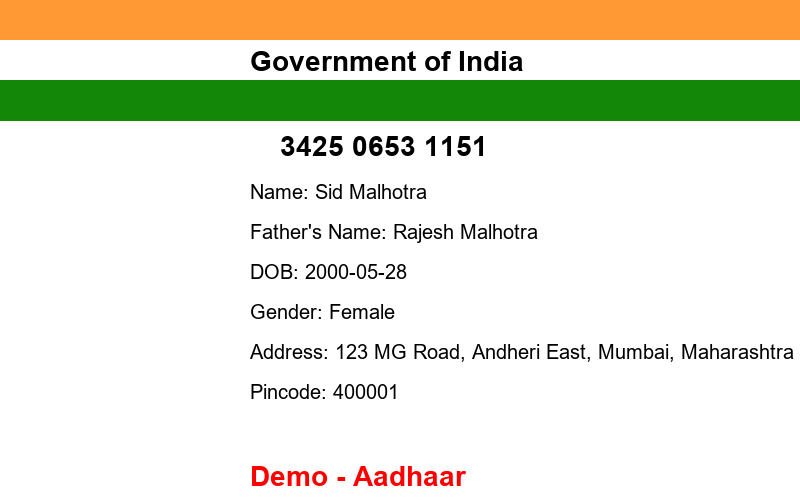 Government of India
3425 0653 1151
Name: Sid Malhotra
Father's Name: Rajesh Malhotra
DOB: 2000-05-28
Gender: Female
Address: 123 MG Road, Andheri East, Mumbai, Maharashtra
Pincode: 400001
Demo - Aadhaar